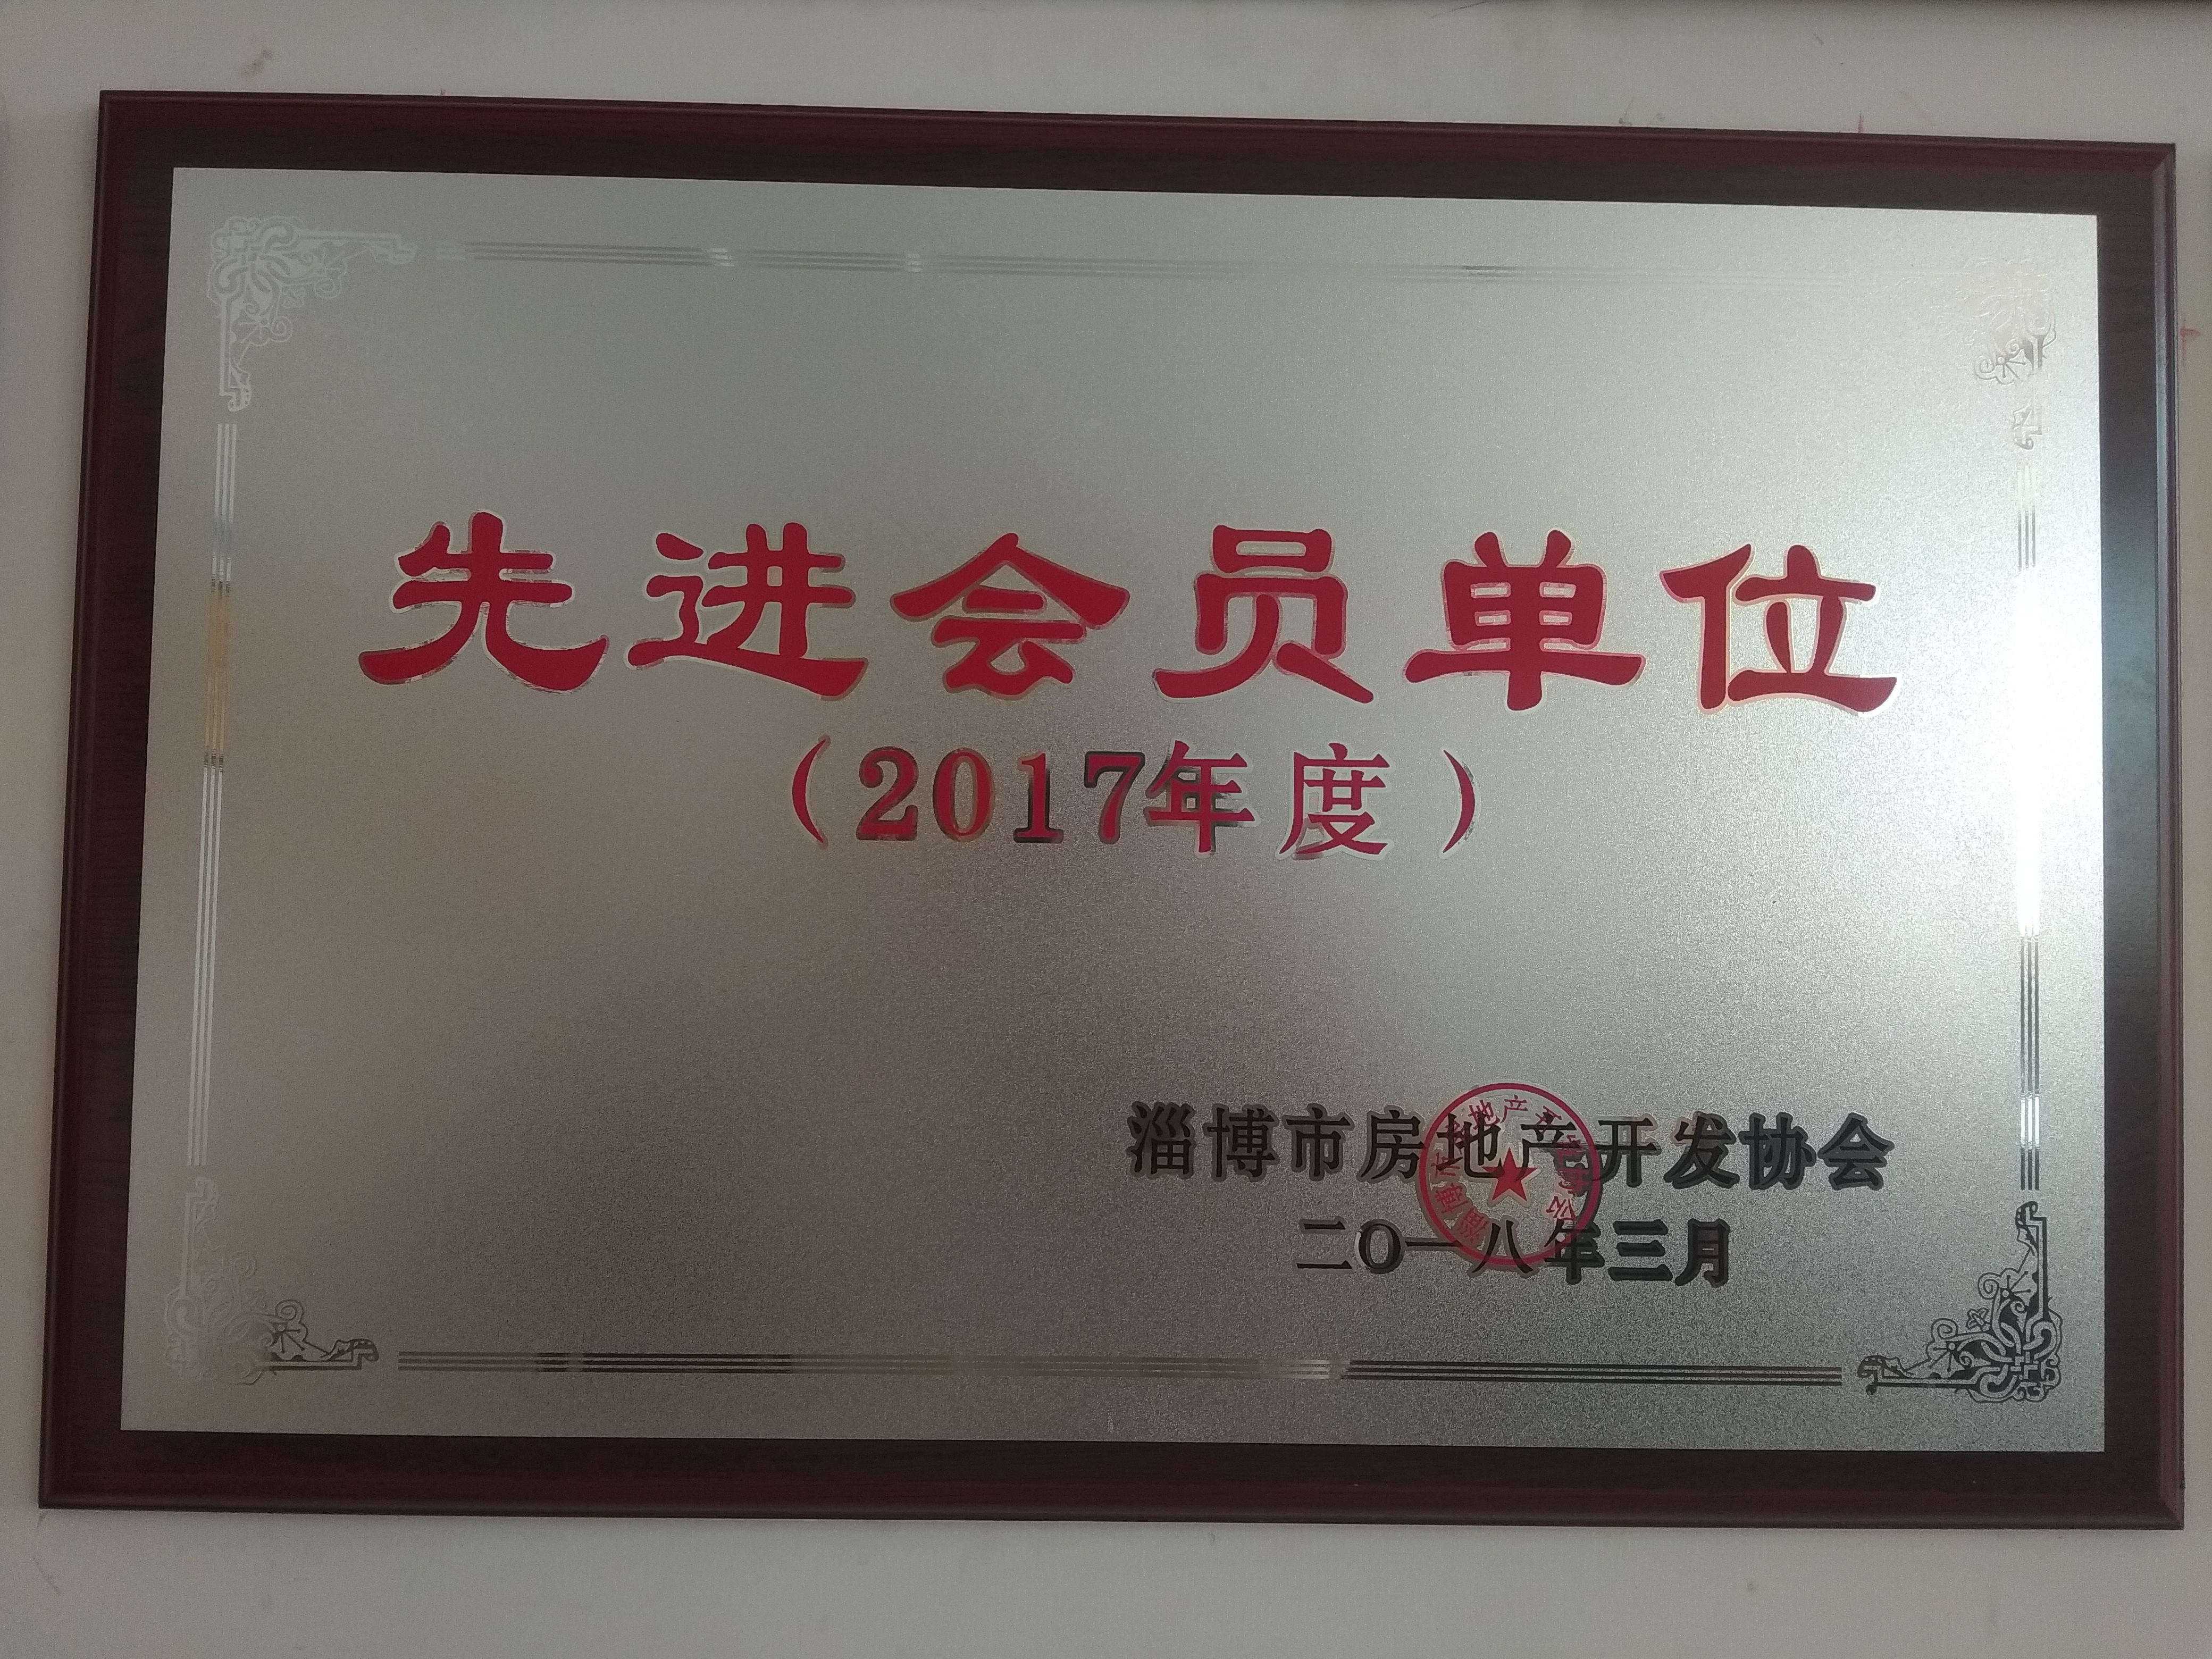 先进会员单位
（2017年度）
淄博市房地产开发协会
二〇一八年三月